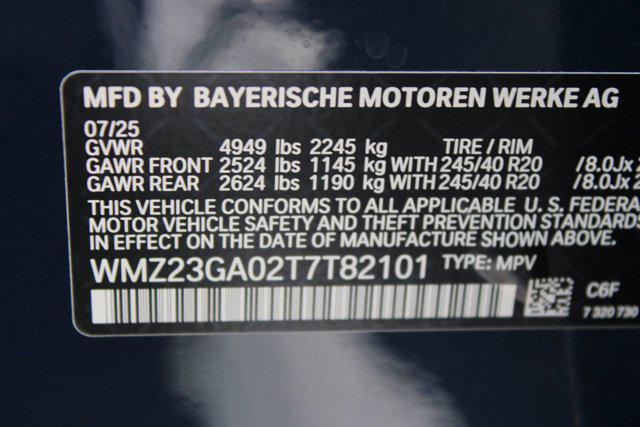 MFD BY BAYERISCHE MOTOREN WERKE AG
07/25
GVWR 4949 lbs 2245 kg TIRE / RIM
GAWR FRONT 2524 lbs 1145 kg WITH 245/40 R20 /8.0Jx
GAWR REAR 2624 lbs 1190 kg WITH 245/40 R20 /8.0Jx
THIS VEHICLE CONFORMS TO ALL APPLICABLE U. S. FEDERAL
MOTOR VEHICLE SAFETY AND THEFT PREVENTION STANDARDS
IN EFFECT ON THE DATE OF MANUFACTURE SHOWN ABOVE.
WMZ23GA02T7T82101 TYPE: MPV
C6F
7 320 730